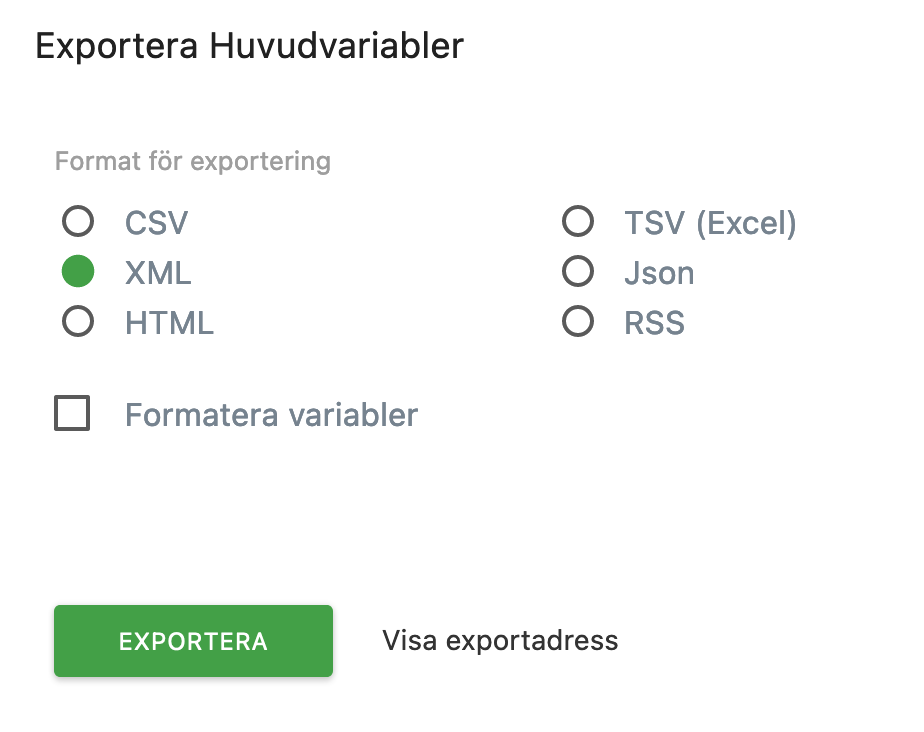 Exportera Huvudvariabler
Format för exportering
CSV
TSV (Excel)
XML
Json
HTML
RSS
Formatera variabler
EXPORTERA
Visa exportadress